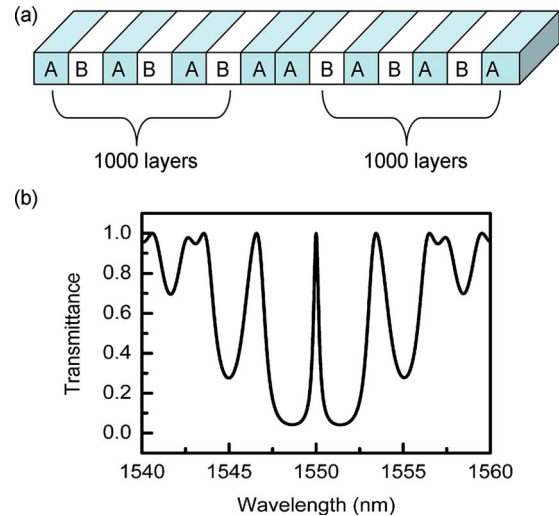 (a)
A B A B A B A A B A B A B A
1000 layers 1000 layers
(b)
1.0
0.8
0.6
0.4
0.2
0.0
Transmittance
1540 1545 1550 1555 1560
Wavelength (nm)